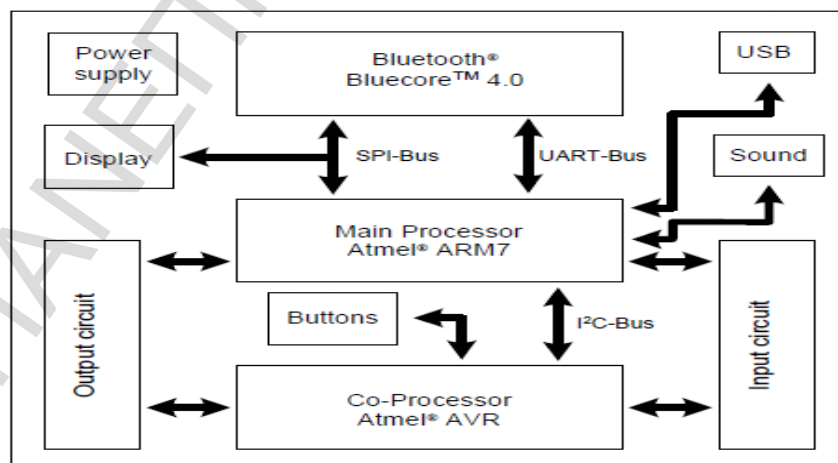 Power
supply
Bluetooth®
Bluecore™ 4.0
USB
Display
SPI-Bus
UART-Bus
Sound
Main Processor
Atmel® ARM7
Output circuit
Buttons
I²C-Bus
Input circuit
Co-Processor
Atmel® AVR